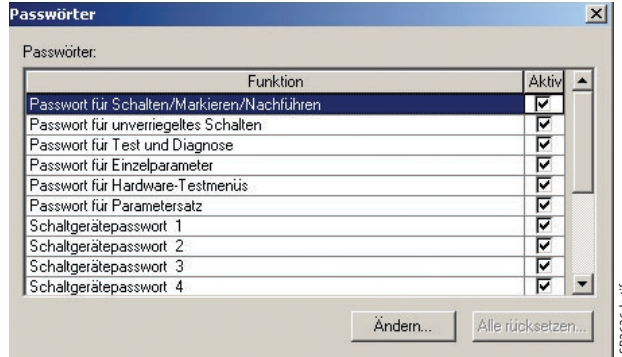 Passwörter
Passwörter:
Funktion Aktiv
Passwort für Schalten/Markieren/Nachführen
Passwort für unverriegeltes Schalten
Passwort für Test und Diagnose
Passwort für Einzelparameter
Passwort für Hardware-Testmenüs
Passwort für Parametersatz
Schaltgerätepasswort 1
Schaltgerätepasswort 2
Schaltgerätepasswort 3
Schaltgerätepasswort 4
Ändern... Alle rücksetzen...